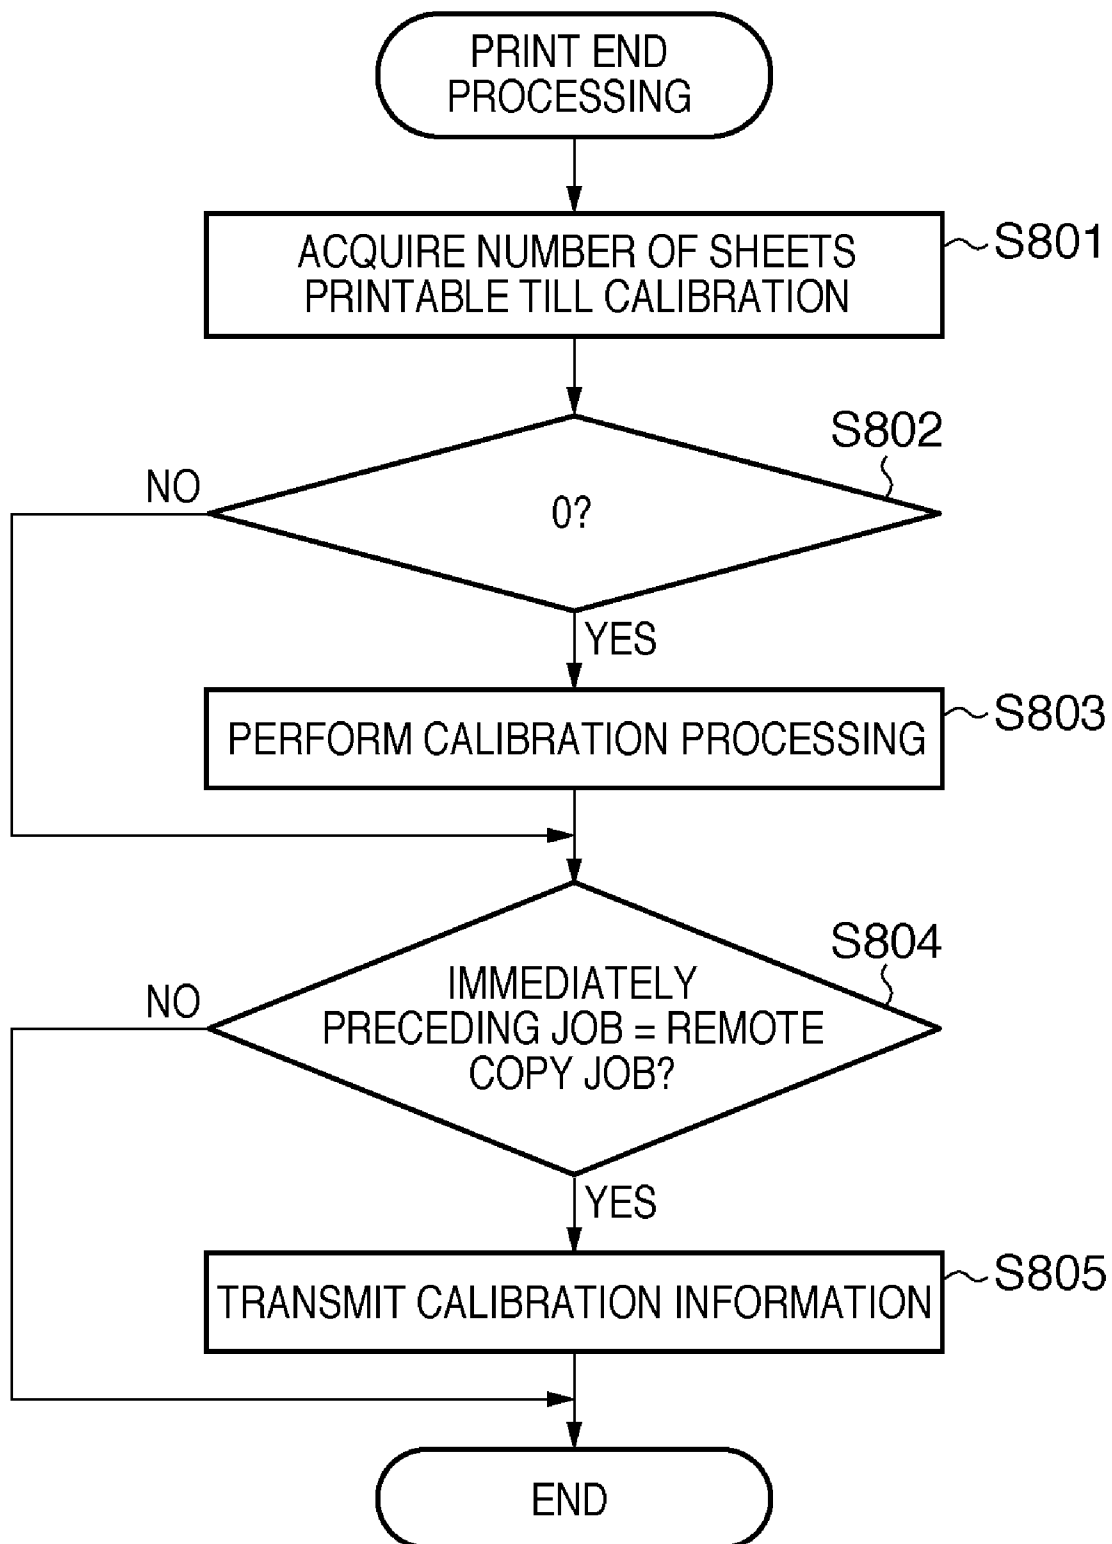 PRINT END
PROCESSING
ACQUIRE NUMBER OF SHEETS
PRINTABLE TILL CALIBRATION
S801
S802
NO
0?
YES
PERFORM CALIBRATION PROCESSING
S803
S804
NO
IMMEDIATELY
PRECEDING JOB = REMOTE
COPY JOB?
YES
TRANSMIT CALIBRATION INFORMATION
S805
END